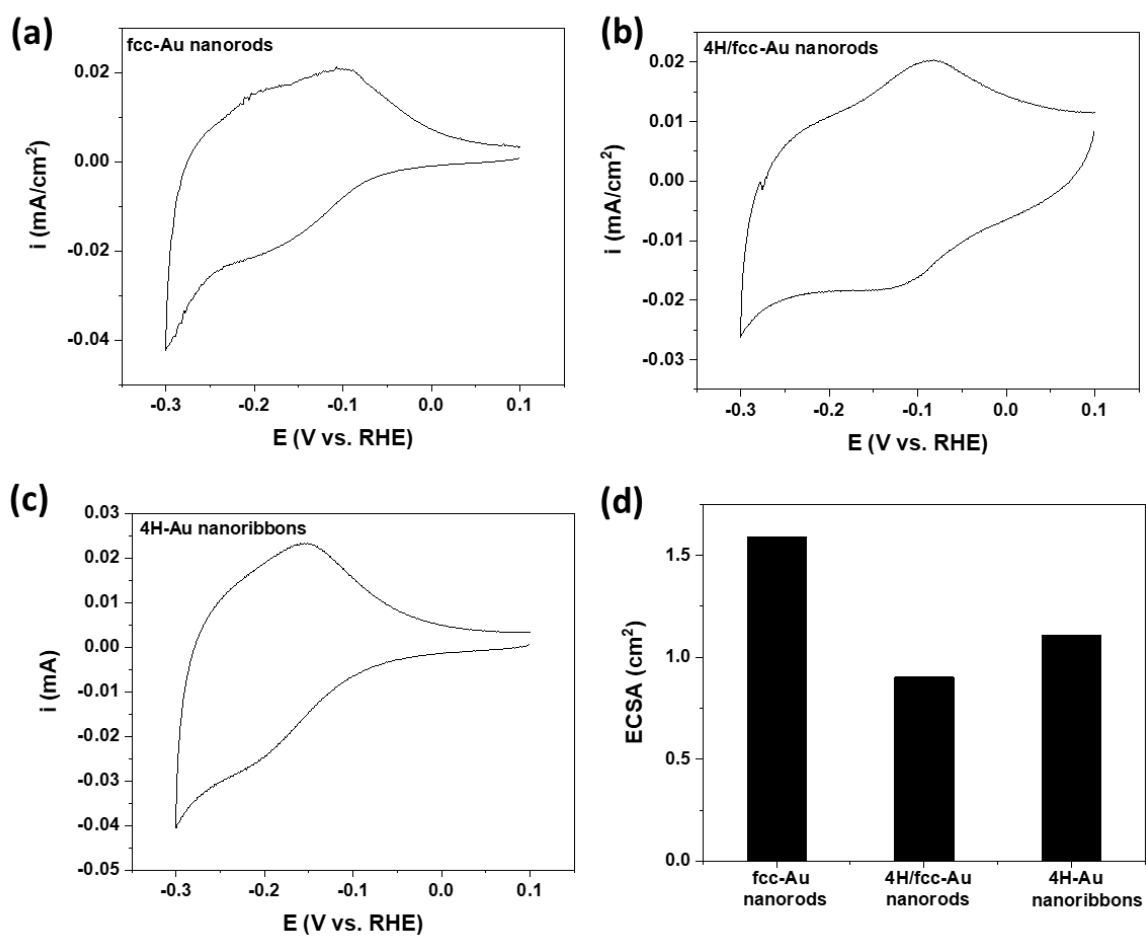 (a)
fcc-Au nanorods
0.02
0.00
-0.02
-0.04
i (mA/cm²)
-0.3 -0.2 -0.1 0.0 0.1
E (V vs. RHE)
(b)
4H/fcc-Au nanorods
0.02
0.01
0.00
-0.01
-0.02
-0.03
i (mA/cm²)
-0.3 -0.2 -0.1 0.0 0.1
E (V vs. RHE)
(c)
4H-Au nanoribbons
0.03
0.02
0.01
0.00
-0.01
-0.02
-0.03
-0.04
-0.05
i (mA)
-0.3 -0.2 -0.1 0.0 0.1
E (V vs. RHE)
(d)
1.5
1.0
0.5
0.0
ECSA (cm²)
fcc-Au
nanorods
4H/fcc-Au
nanorods
4H-Au
nanoribbons